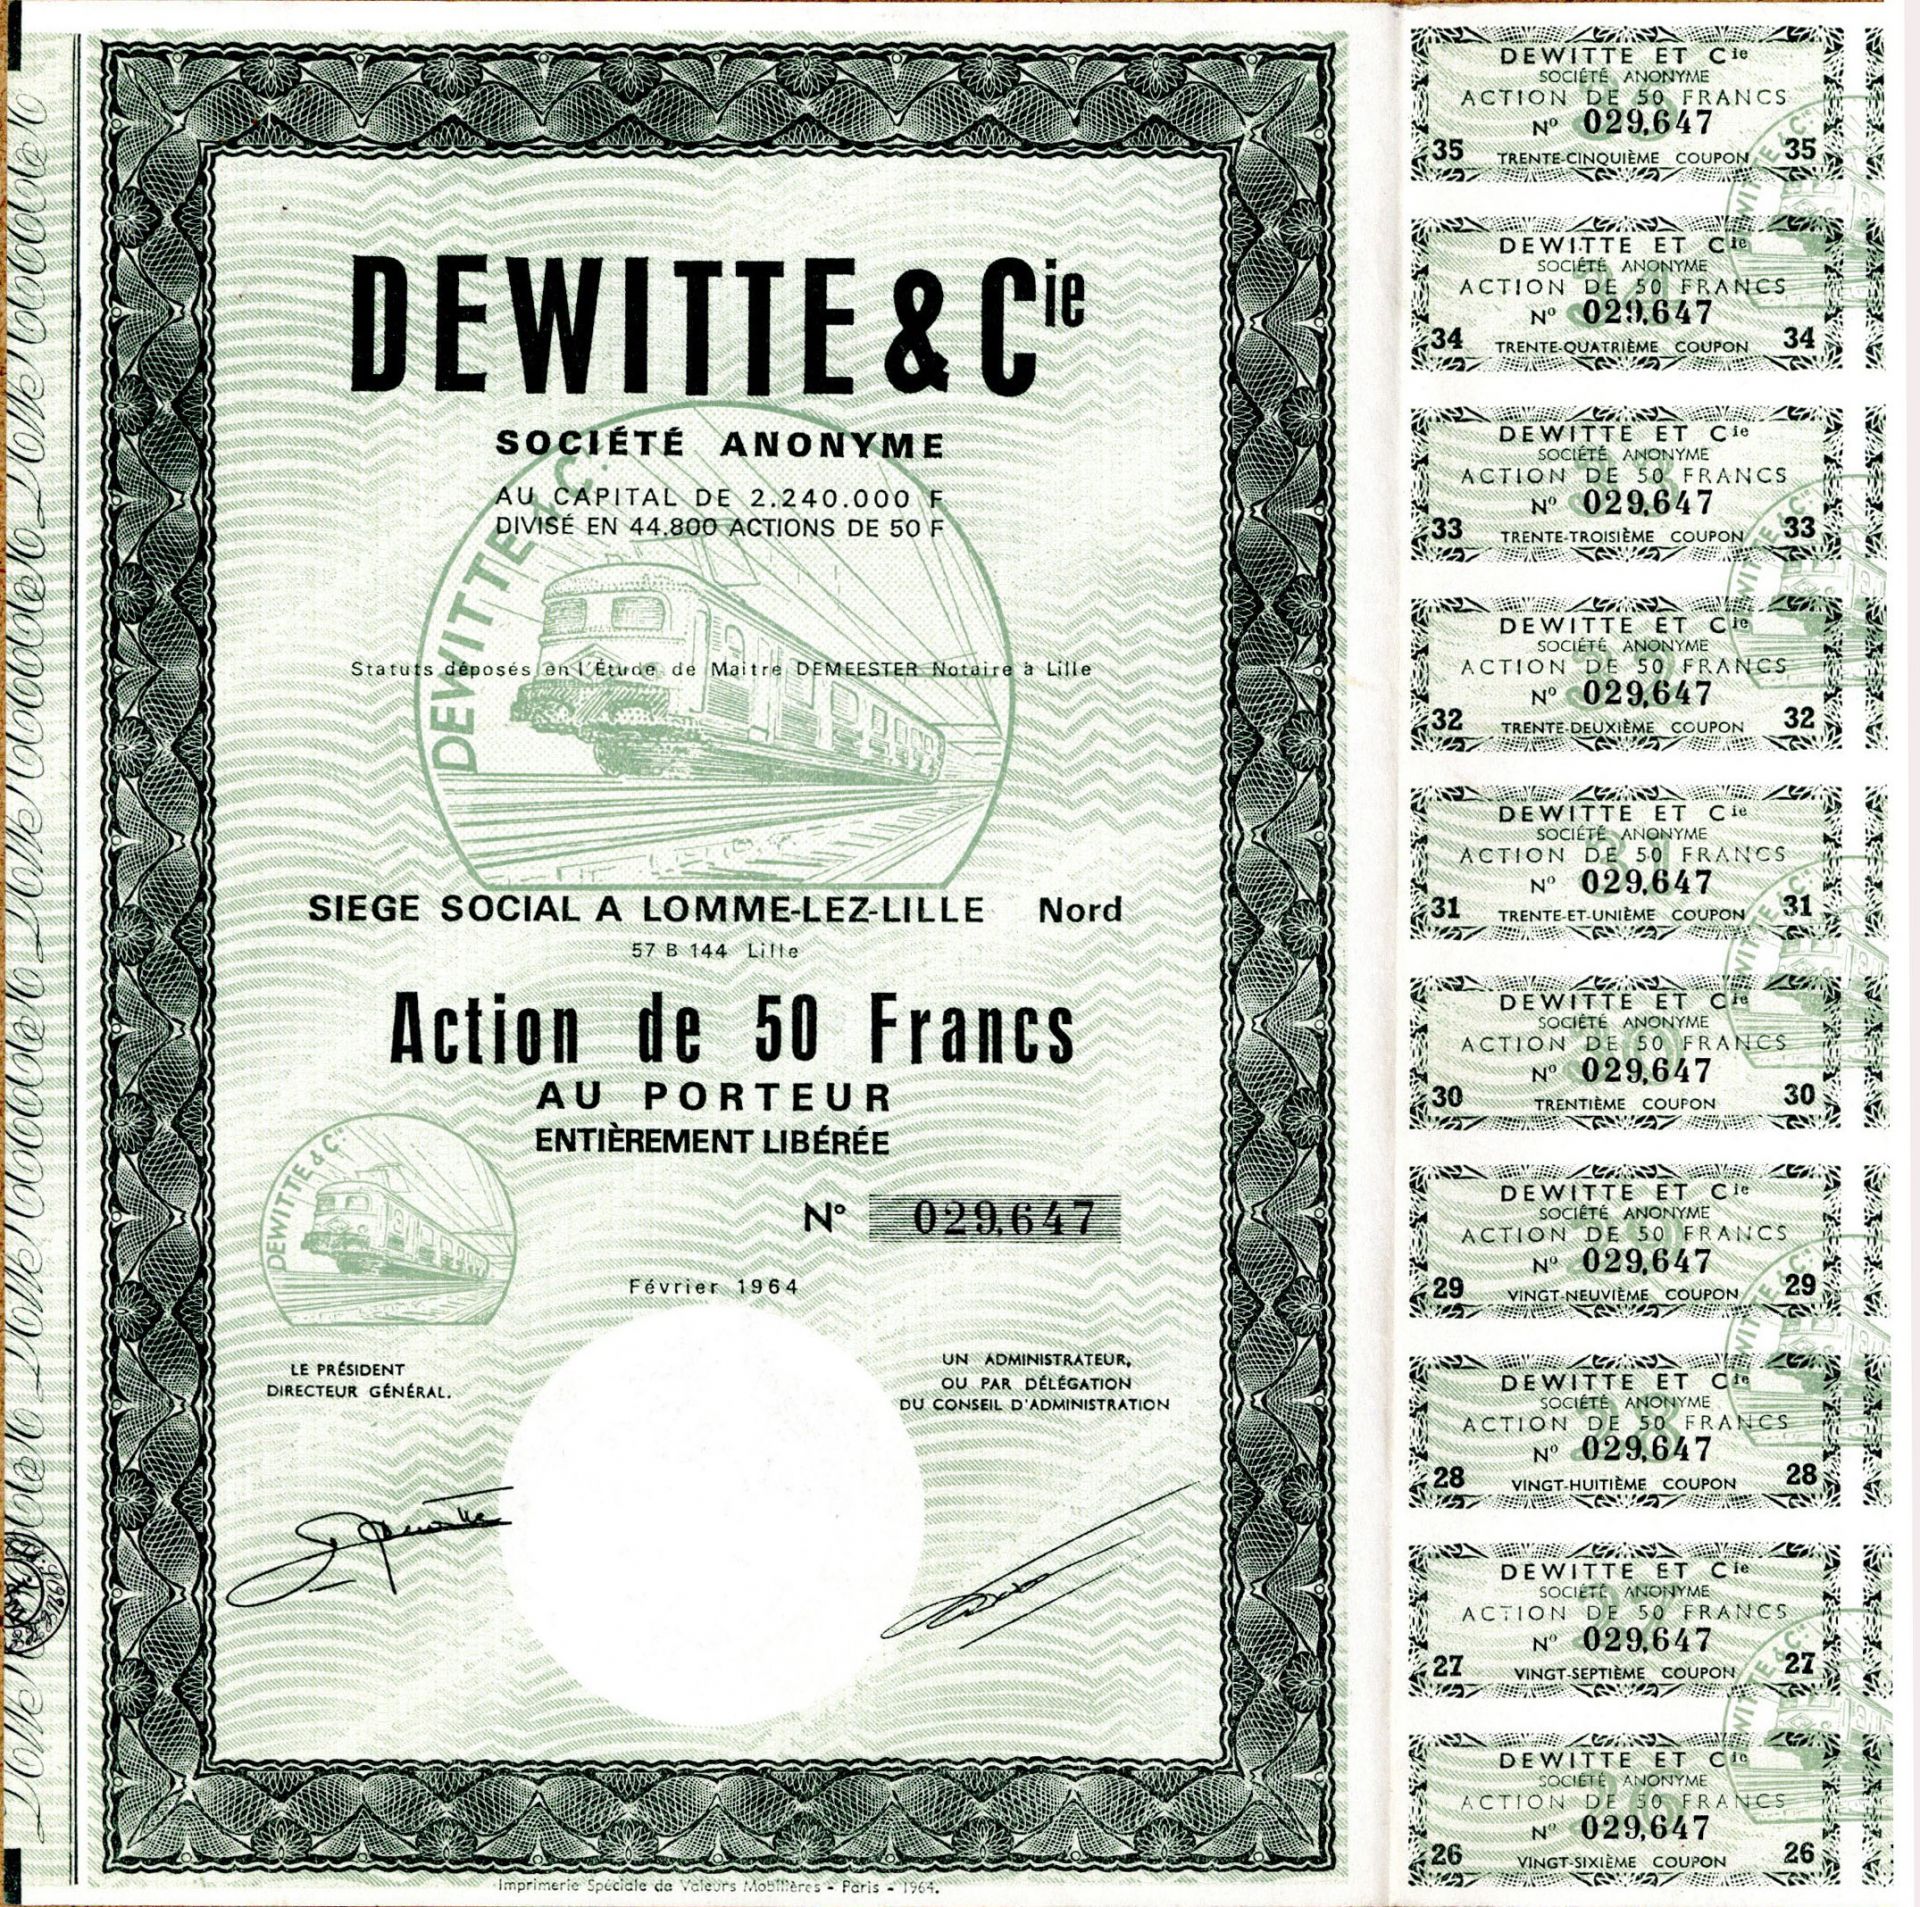 DEWITTE & Cie
SOCIÉTÉ ANONYME
AU CAPITAL DE 2.240.000 F
DIVISÉ EN 44.800 ACTIONS DE 50 F
DEWITTE & C.ie
Statuts déposés en l'Étude de Maitre DEMEESTER Notaire à Lille
SIEGE SOCIAL A LOMME-LEZ-LILLE Nord
57 B 144 Lille
Action de 50 Francs
AU PORTEUR
ENTIÈREMENT LIBÉRÉE
DEWITTE & C.ie
N° 029,647
Février 1964
LE PRÉSIDENT
DIRECTEUR GÉNÉRAL.
UN ADMINISTRATEUR,
OU PAR DÉLÉGATION
DU CONSEIL D'ADMINISTRATION
Imprimerie Spéciale de Valeurs Mobilières - Paris - 1964.
DEWITTE ET Cie
SOCIÉTÉ ANONYME
ACTION DE 50 FRANCS
N° 029,647
35 TRENTE-CINQUIÈME COUPON 35
DEWITTE ET Cie
SOCIÉTÉ ANONYME
ACTION DE 50 FRANCS
N° 029,647
34 TRENTE-QUATRIÈME COUPON 34
DEWITTE ET Cie
SOCIÉTÉ ANONYME
ACTION DE 50 FRANCS
N° 029,647
33 TRENTE-TROISIÈME COUPON 33
DEWITTE ET Cie
SOCIÉTÉ ANONYME
ACTION DE 50 FRANCS
N° 029,647
32 TRENTE-DEUXIÈME COUPON 32
DEWITTE ET Cie
SOCIÉTÉ ANONYME
ACTION DE 50 FRANCS
N° 029,647
31 TRENTE-ET-UNIÈME COUPON 31
DEWITTE ET Cie
SOCIÉTÉ ANONYME
ACTION DE 50 FRANCS
N° 029,647
30 TRENTIÈME COUPON 30
DEWITTE ET Cie
SOCIÉTÉ ANONYME
ACTION DE 50 FRANCS
N° 029,647
29 VINGT-NEUVIÈME COUPON 29
DEWITTE ET Cie
SOCIÉTÉ ANONYME
ACTION DE 50 FRANCS
N° 029,647
28 VINGT-HUITIÈME COUPON 28
DEWITTE ET Cie
SOCIÉTÉ ANONYME
ACTION DE 50 FRANCS
N° 029,647
27 VINGT-SEPTIÈME COUPON 27
DEWITTE ET Cie
SOCIÉTÉ ANONYME
ACTION DE 50 FRANCS
N° 029,647
26 VINGT-SIXIÈME COUPON 26